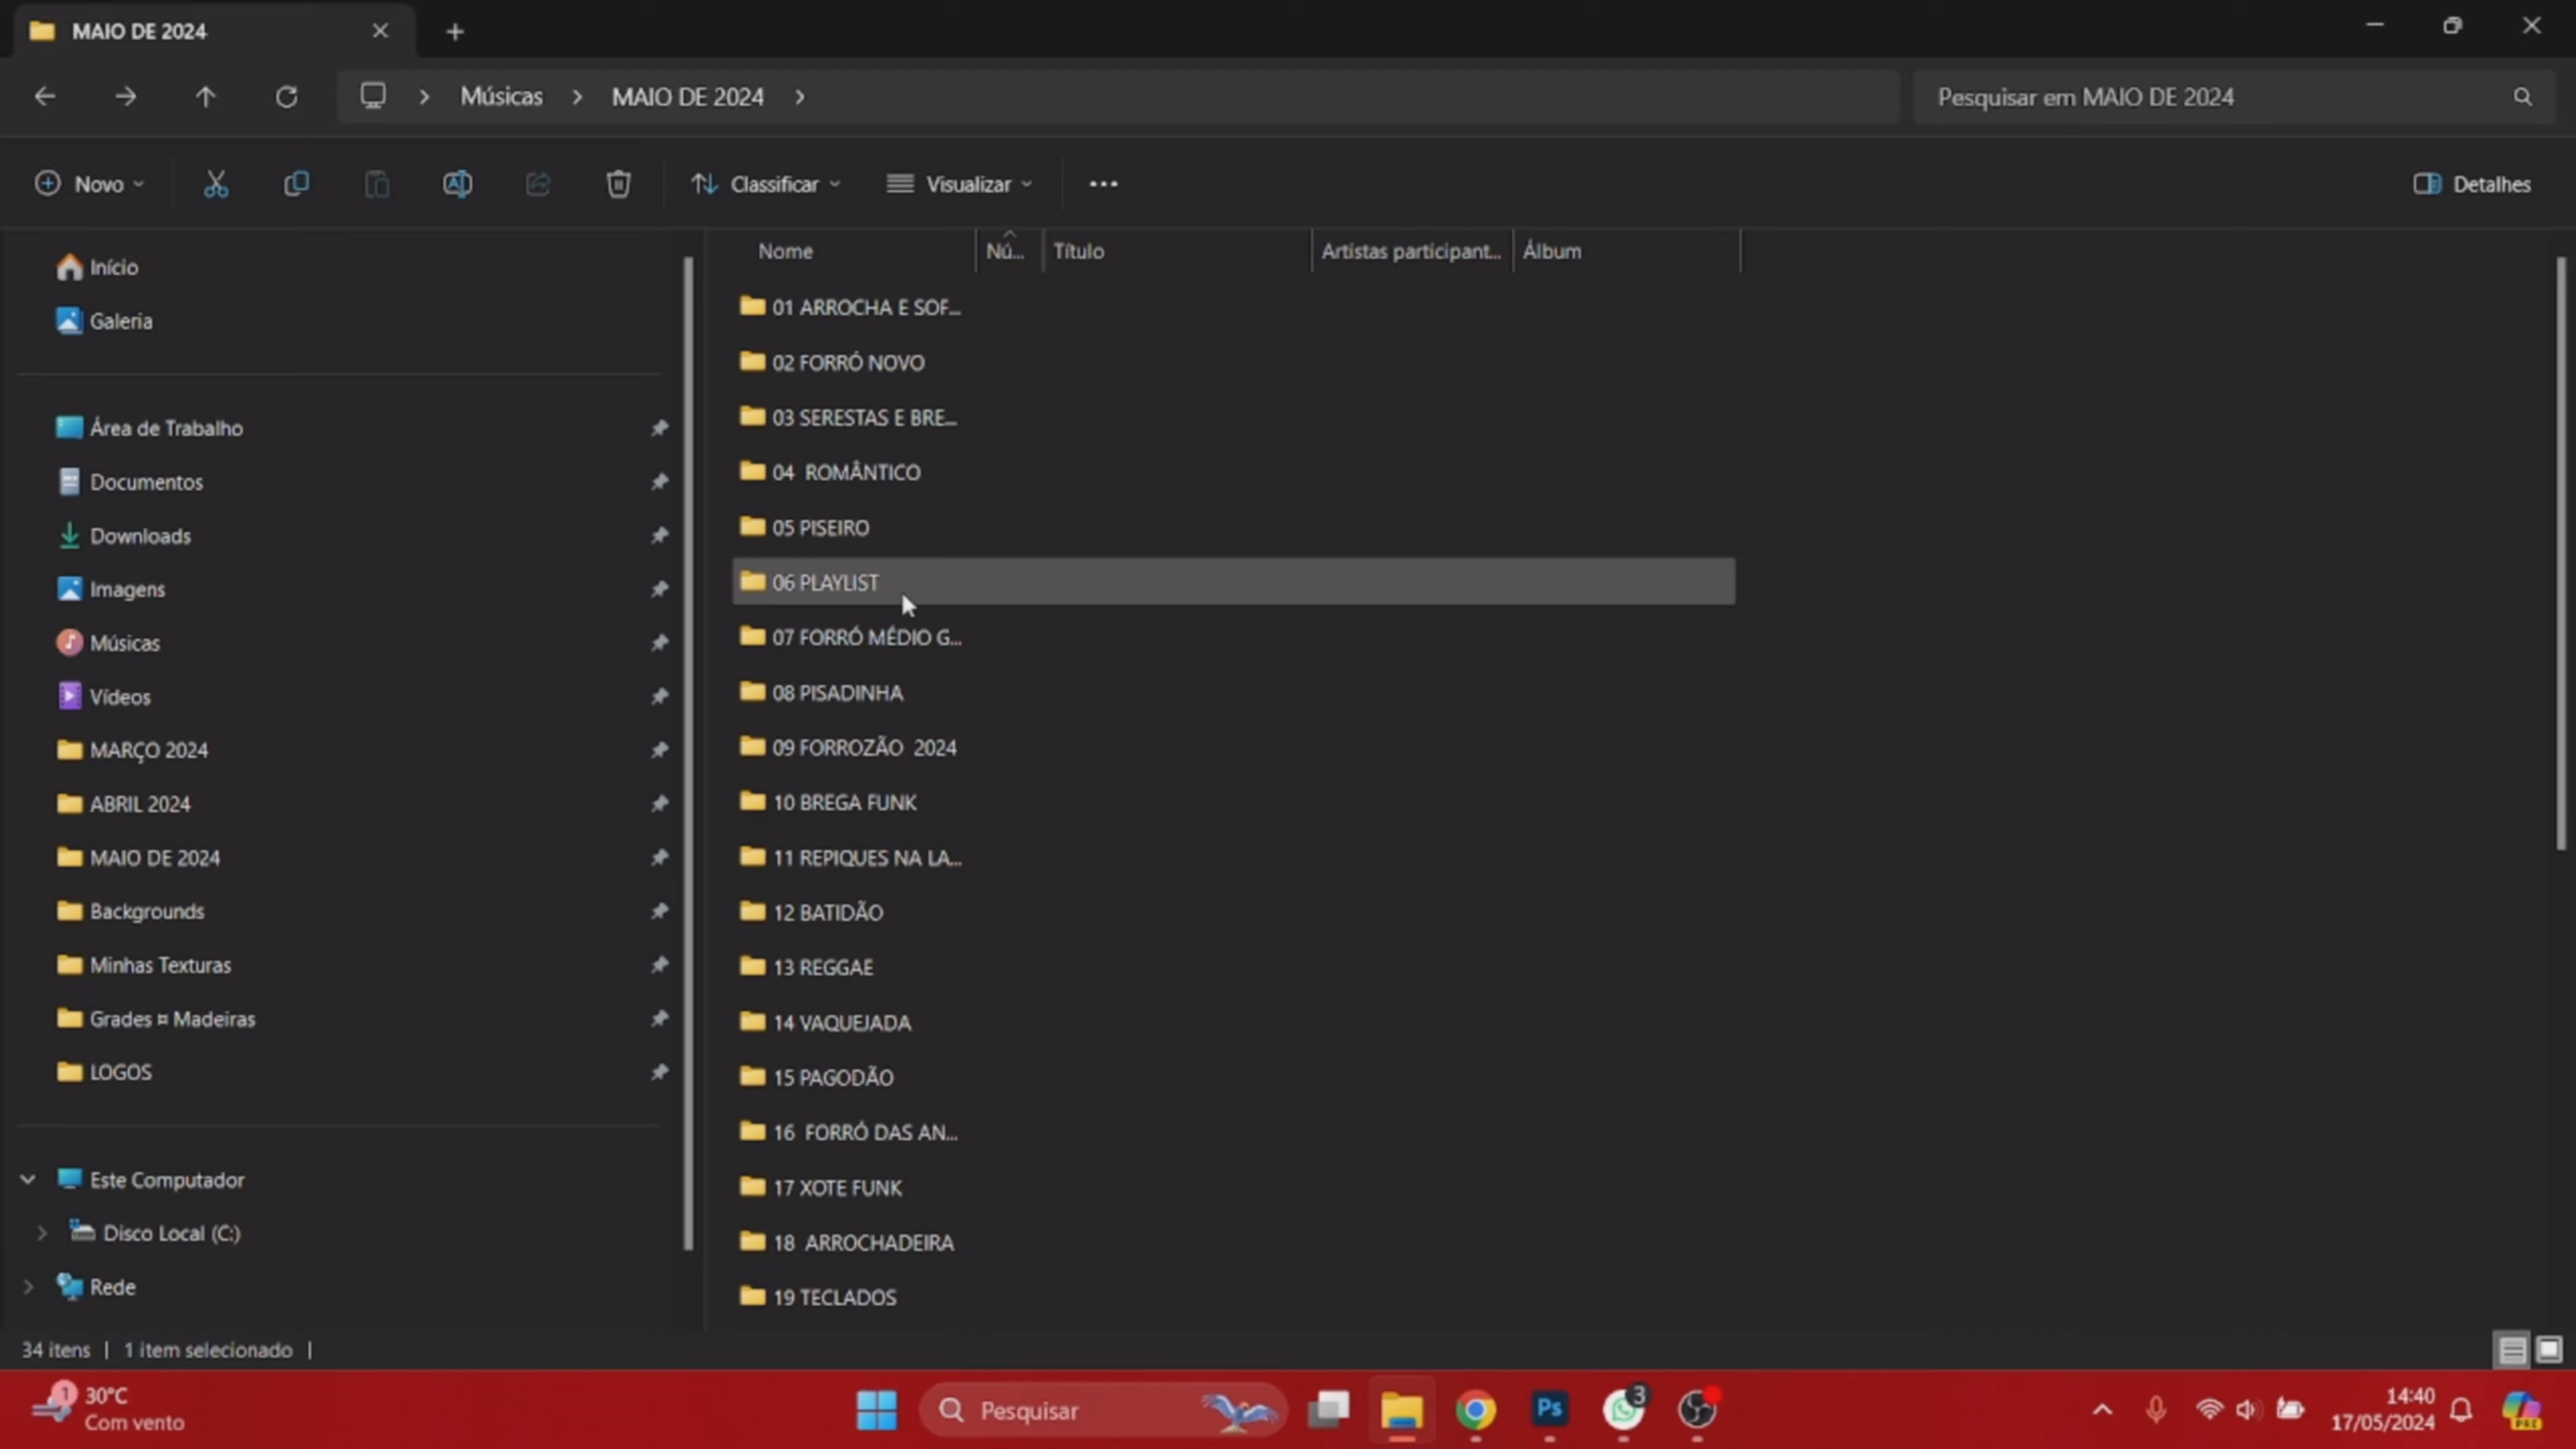 MAIO DE 2024
Músicas
MAIO DE 2024
Pesquisar em MAIO DE 2024
Novo
Classificar
Visualizar
Detalhes
Início
Galeria
Área de Trabalho
Documentos
Downloads
Imagens
Músicas
Vídeos
MARÇO 2024
ABRIL 2024
MAIO DE 2024
Backgrounds
Minhas Texturas
Grades ¤ Madeiras
LOGOS
Este Computador
Disco Local (C:)
Rede
Nome
Nú...
Título
Artistas participant...
Álbum
01 ARROCHA E SOF...
02 FORRÓ NOVO
03 SERESTAS E BRE...
04  ROMÂNTICO
05 PISEIRO
06 PLAYLIST
07 FORRÓ MÉDIO G...
08 PISADINHA
09 FORROZÃO  2024
10 BREGA FUNK
11 REPIQUES NA LA...
12 BATIDÃO
13 REGGAE
14 VAQUEJADA
15 PAGODÃO
16  FORRÓ DAS AN...
17 XOTE FUNK
18  ARROCHADEIRA
19 TECLADOS
34 itens
1 item selecionado
1
30°C
Com vento
Pesquisar
Ps
3
14:40
17/05/2024
PRE